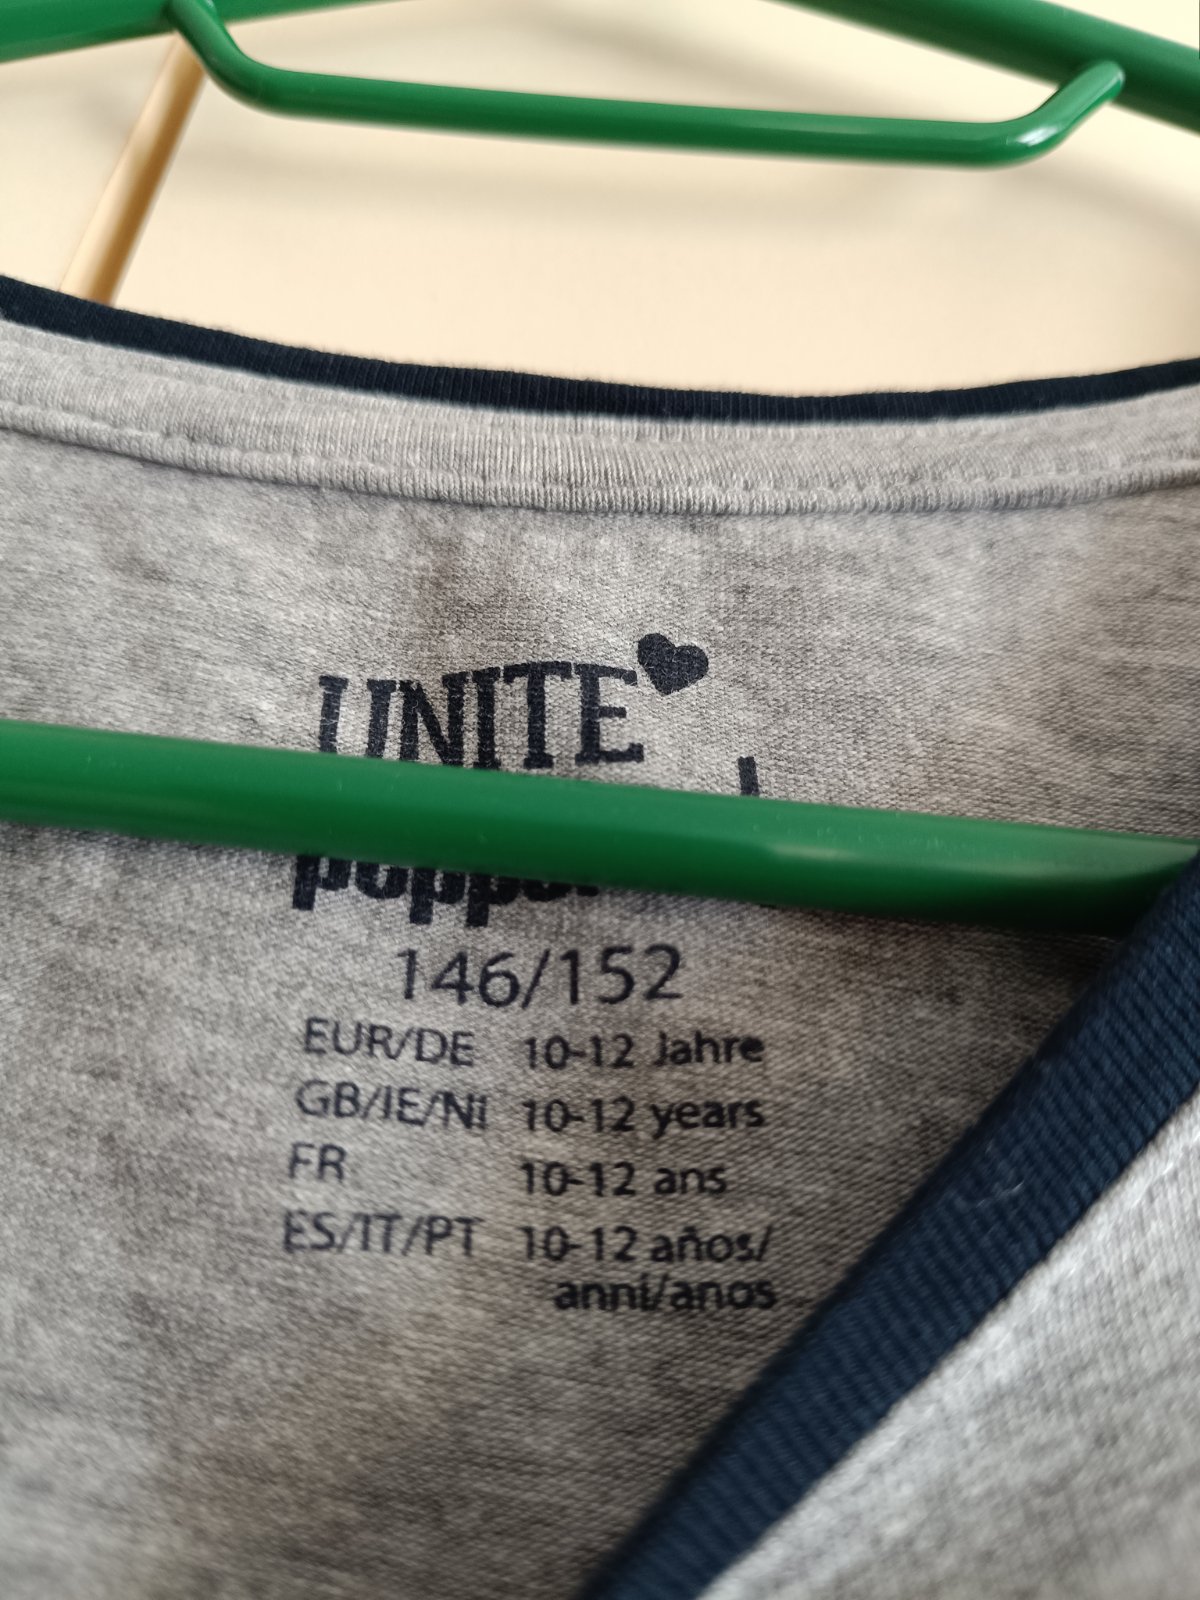 UNITE
146/152
EUR/DE 10-12 Jahre
GB/IE/NI 10-12 years
FR 10-12 ans
ES/IT/PT 10-12 años/
anni/anos